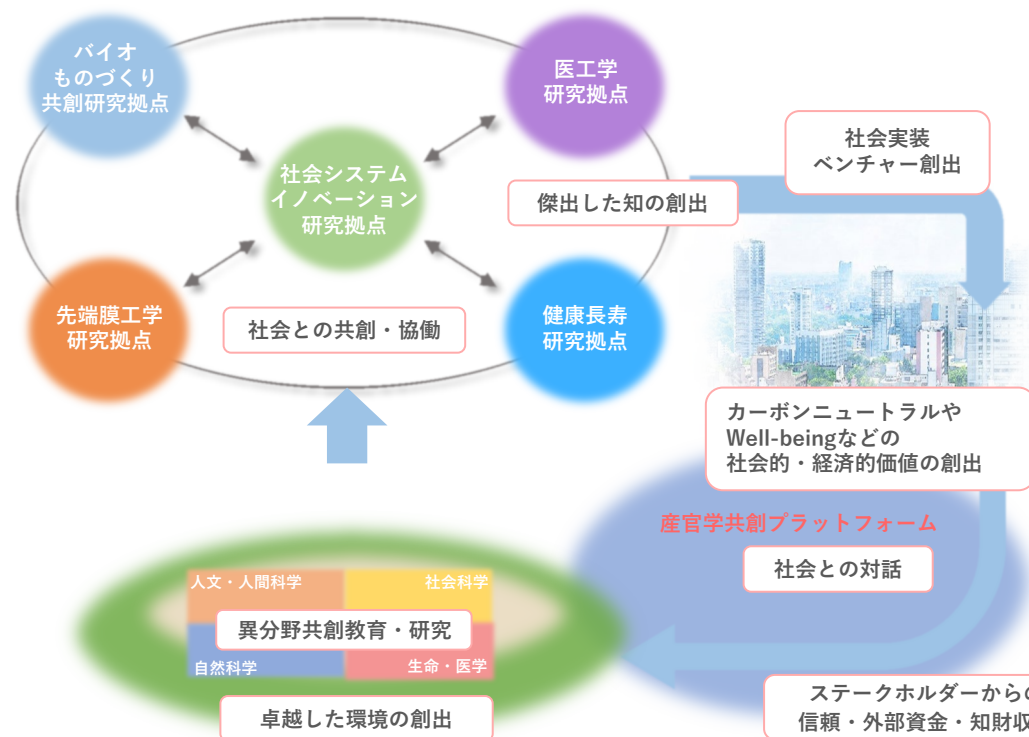 バイオ
ものづくり
共創研究拠点
医工学
研究拠点
社会システム
イノベーション
研究拠点
先端膜工学
研究拠点
健康長寿
研究拠点
傑出した知の創出
社会との共創・協働
社会実装
ベンチャー創出
カーボンニュートラルや
Well-beingなどの
社会的・経済的価値の創出
産官学共創プラットフォーム
社会との対話
人文・人間科学
社会科学
異分野共創教育・研究
自然科学
生命・医学
卓越した環境の創出
ステークホルダーからの
信頼・外部資金・知財収